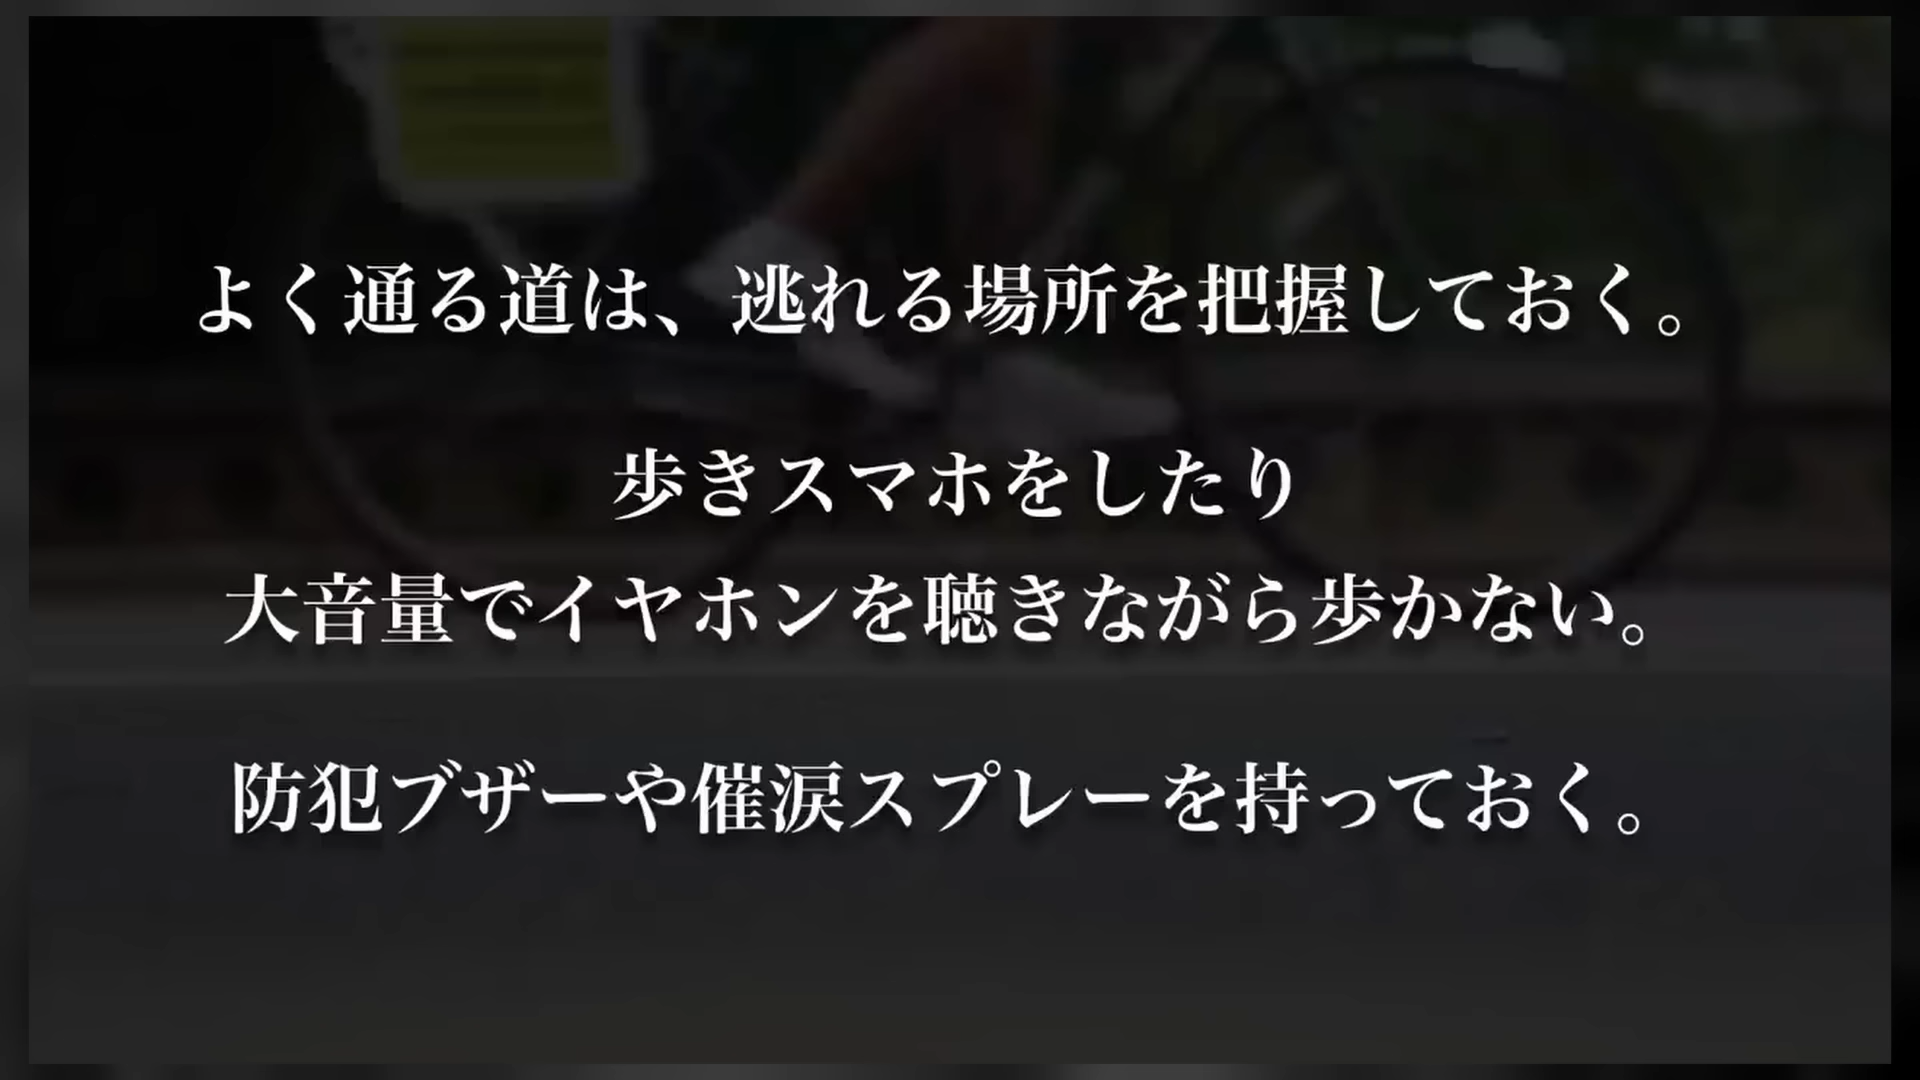 よく通る道は、逃れる場所を把握しておく。
歩きスマホをしたり
大音量でイヤホンを聴きながら歩かない。
防犯ブザーや催涙スプレーを持っておく。